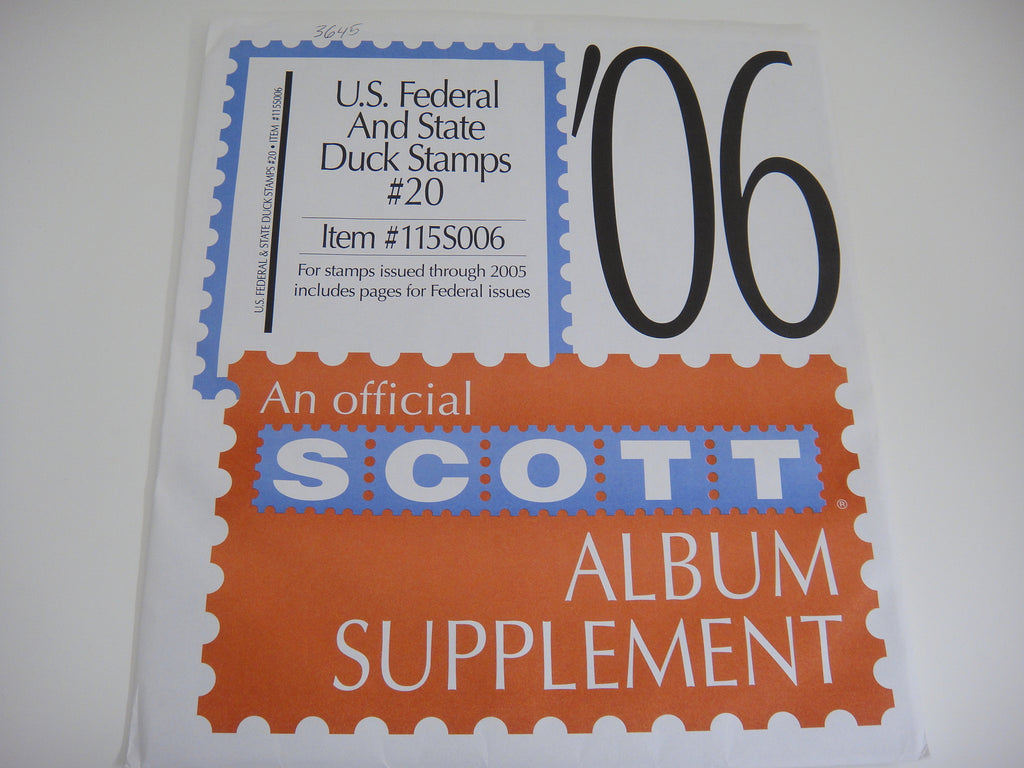 3645
U.S. FEDERAL & STATE DUCK STAMPS #20 • ITEM #115S006
U.S. Federal
And State
Duck Stamps
#20
Item #115S006
For stamps issued through 2005
includes pages for Federal issues
'06
An official
SCOTT®
ALBUM
SUPPLEMENT